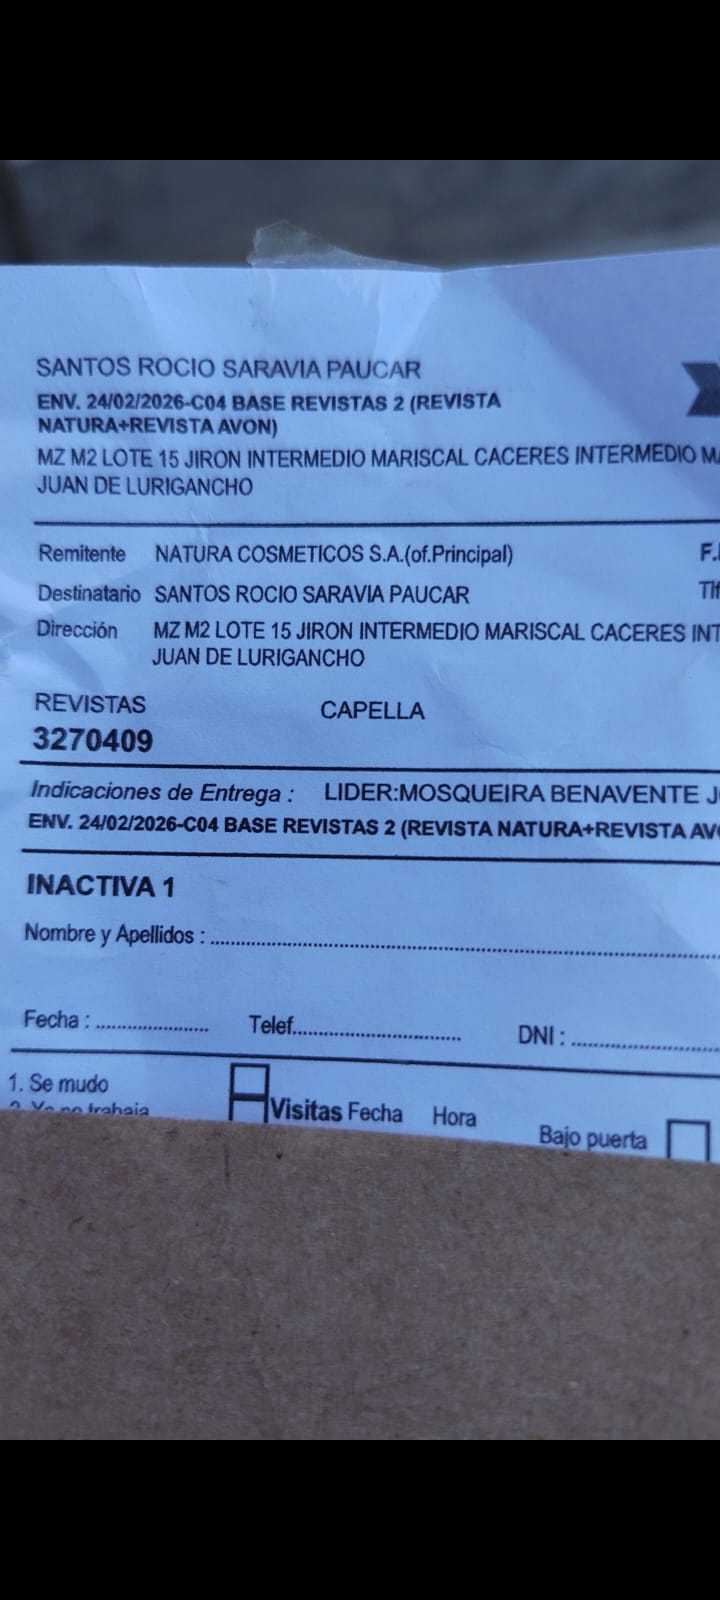 SANTOS ROCIO SARAVIA PAUCAR
ENV. 24/02/2026-C04 BASE REVISTAS 2 (REVISTA
NATURA+REVISTA AVON)
MZ M2 LOTE 15 JIRON INTERMEDIO MARISCAL CACERES INTERMEDIO
JUAN DE LURIGANCHO
Remitente NATURA COSMETICOS S.A.(of.Principal)
Destinatario SANTOS ROCIO SARAVIA PAUCAR
Dirección MZ M2 LOTE 15 JIRON INTERMEDIO MARISCAL CACERES
JUAN DE LURIGANCHO
REVISTAS CAPELLA
3270409
Indicaciones de Entrega : LIDER:MOSQUEIRA BENAVENTE
ENV. 24/02/2026-C04 BASE REVISTAS 2 (REVISTA NATURA+REVISTA
INACTIVA 1
Nombre y Apellidos :
Fecha : Telef. DNI :
1. Se mudo
Visitas Fecha Hora Bajo puerta